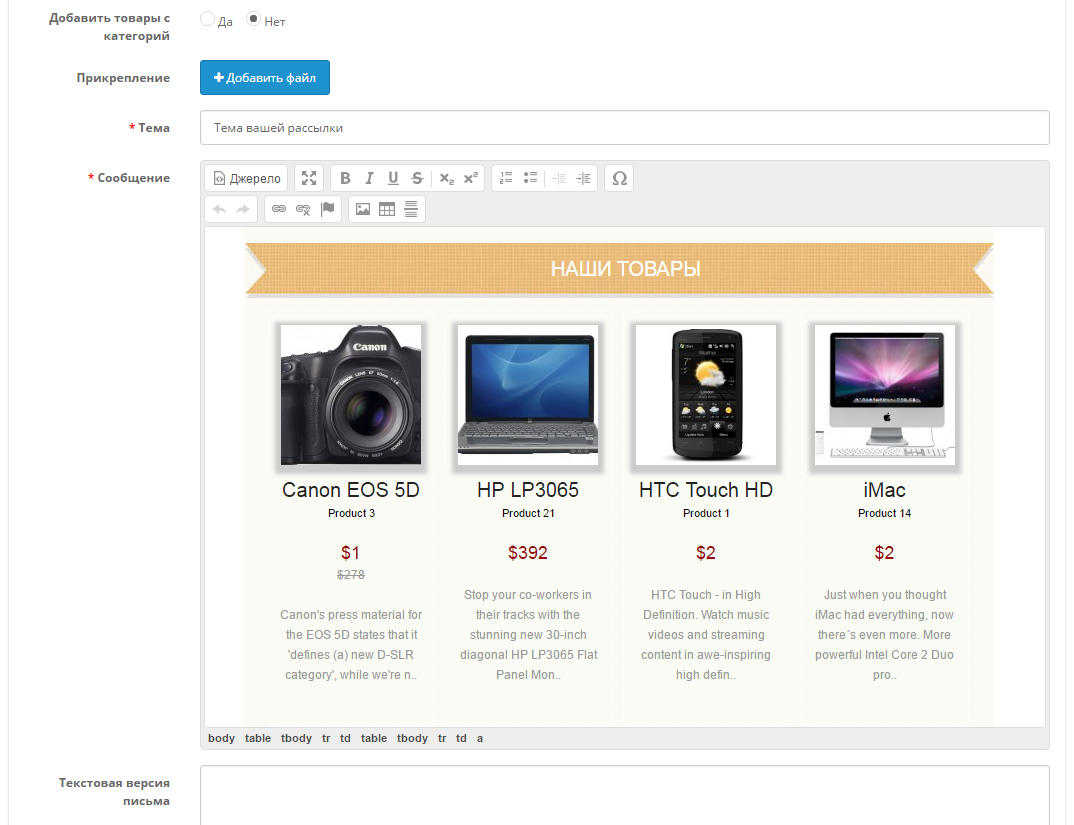 Добавить товары с
категорий
Да
Нет
Прикрепление
Добавить файл
* Тема
Тема вашей рассылки
* Сообщение
Джерело
B I U S x₂ x²
Ω
НАШИ ТОВАРЫ
Canon
Canon EOS 5D
Product 3
$1
$278
Canon's press material for
the EOS 5D states that it
'defines (a) new D-SLR
category', while we're n..
HP LP3065
Product 21
$392
Stop your co-workers in
their tracks with the
stunning new 30-inch
diagonal HP LP3065 Flat
Panel Mon..
HTC Touch HD
Product 1
$2
HTC Touch - in High
Definition. Watch music
videos and streaming
content in awe-inspiring
high defin..
iMac
Product 14
$2
Just when you thought
iMac had everything, now
there´s even more. More
powerful Intel Core 2 Duo
pro..
body table tbody tr td table tbody tr td a
Текстовая версия
письма